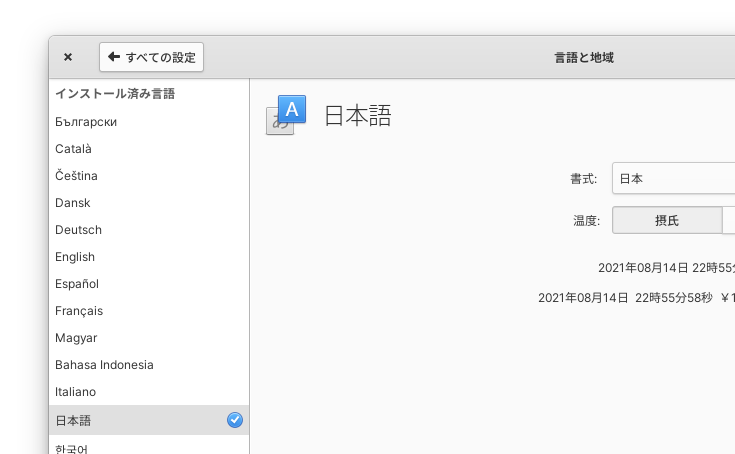 すべての設定
言語と地域
インストール済み言語
Български
Català
Čeština
Dansk
Deutsch
English
Español
Français
Magyar
Bahasa Indonesia
Italiano
日本語
한국어
A
あ
日本語
書式: 日本
温度: 摂氏
2021年08月14日 22時55
2021年08月14日 22時55分58秒 ¥1